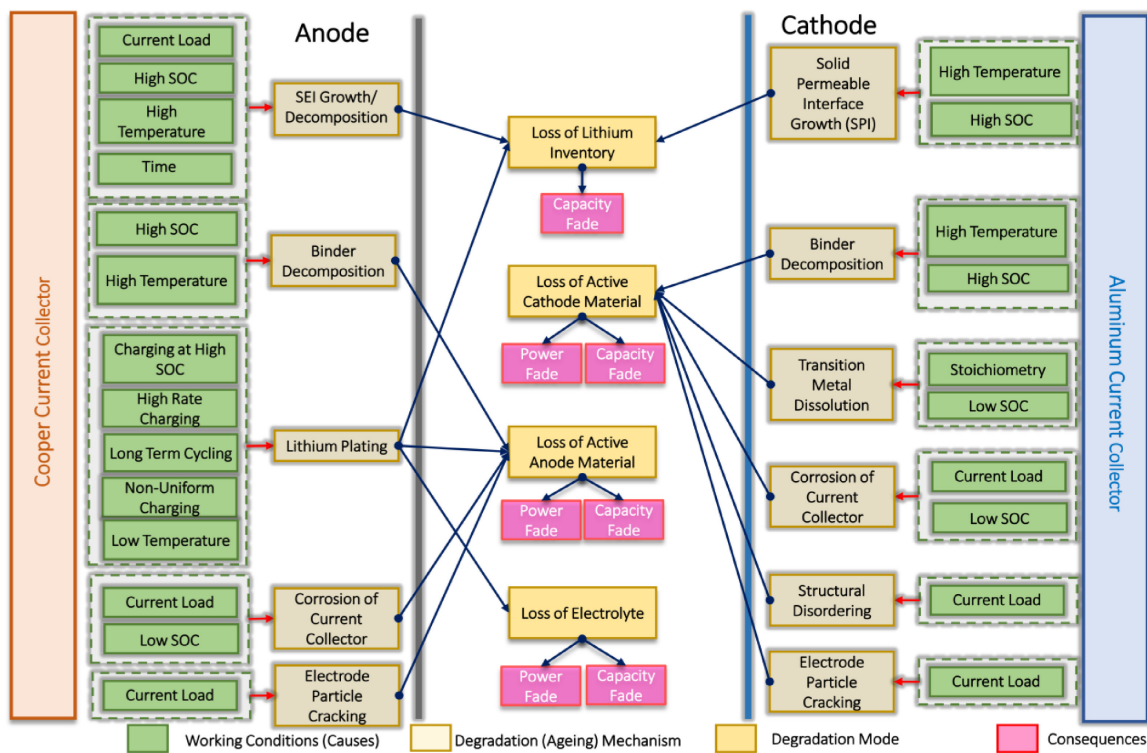 Cooper Current Collector
Anode
Current Load
High SOC
High
Temperature
Time
SEI Growth/
Decomposition
High SOC
High Temperature
Binder
Decomposition
Charging at High
SOC
High Rate
Charging
Long Term Cycling
Non-Uniform
Charging
Low Temperature
Lithium Plating
Current Load
Low SOC
Corrosion of
Current
Collector
Current Load
Electrode
Particle
Cracking
Loss of Lithium
Inventory
Capacity
Fade
Loss of Active
Cathode Material
Power
Fade
Capacity
Fade
Loss of Active
Anode Material
Power
Fade
Capacity
Fade
Loss of Electrolyte
Power
Fade
Capacity
Fade
Cathode
Solid
Permeable
Interface
Growth (SPI)
High Temperature
High SOC
Binder
Decomposition
High Temperature
High SOC
Transition
Metal
Dissolution
Stoichiometry
Low SOC
Corrosion of
Current
Collector
Current Load
Low SOC
Structural
Disordering
Current Load
Electrode
Particle
Cracking
Current Load
Aluminum Current Collector
Working Conditions (Causes)
Degradation (Ageing) Mechanism
Degradation Mode
Consequences